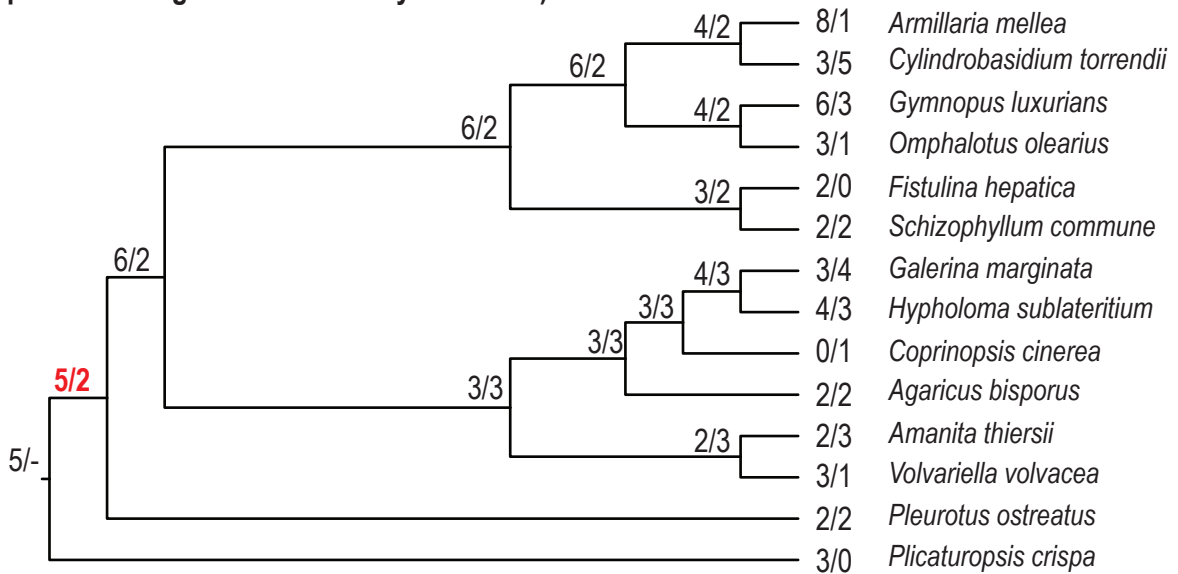 4/2 8/1 Armillaria mellea
6/2 3/5 Cylindrobasidium torrendii
6/2 4/2 6/3 Gymnopus luxurians
3/1 Omphalotus olearius
3/2 2/0 Fistulina hepatica
2/2 Schizophyllum commune
6/2 4/3 3/4 Galerina marginata
3/3 4/3 Hypholoma sublateritium
3/3 0/1 Coprinopsis cinerea
5/2 3/3 2/2 Agaricus bisporus
2/3 2/3 Amanita thiersii
5/- 3/1 Volvariella volvacea
2/2 Pleurotus ostreatus
3/0 Plicaturopsis crispa